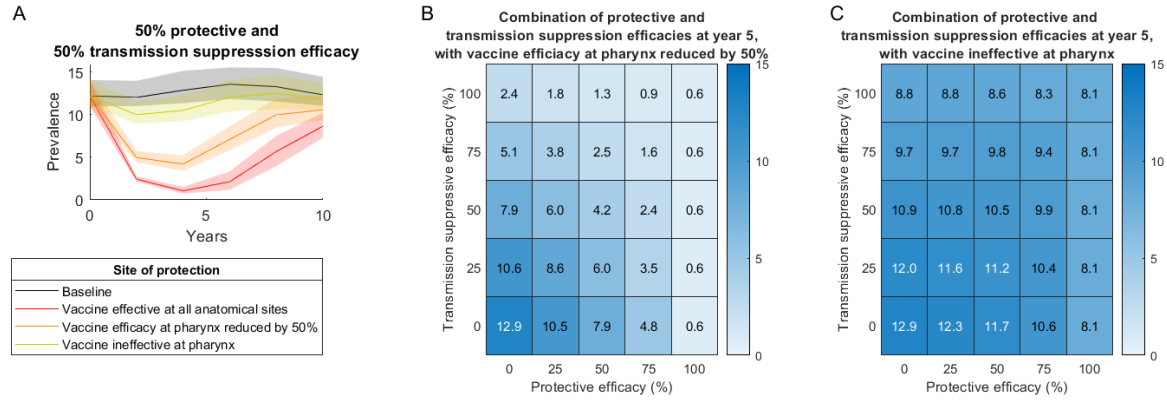 A
50% protective and
50% transmission suppresssion efficacy
15
10
5
0
Prevalence
0
5
10
Years
Site of protection
Baseline
Vaccine effective at all anatomical sites
Vaccine efficacy at pharynx reduced by 50%
Vaccine ineffective at pharynx
B
Combination of protective and
transmission suppression efficacies at year 5,
with vaccine efficiacy at pharynx reduced by 50%
Transmission suppressive efficacy (%)
100 2.4 1.8 1.3 0.9 0.6
75 5.1 3.8 2.5 1.6 0.6
50 7.9 6.0 4.2 2.4 0.6
25 10.6 8.6 6.0 3.5 0.6
0 12.9 10.5 7.9 4.8 0.6
0 25 50 75 100
Protective efficacy (%)
15
10
5
0
C
Combination of protective and
transmission suppression efficacies at year 5,
with vaccine ineffective at pharynx
Transmission suppressive efficacy (%)
100 8.8 8.8 8.6 8.3 8.1
75 9.7 9.7 9.8 9.4 8.1
50 10.9 10.8 10.5 9.9 8.1
25 12.0 11.6 11.2 10.4 8.1
0 12.9 12.3 11.7 10.6 8.1
0 25 50 75 100
Protective efficacy (%)
15
10
5
0